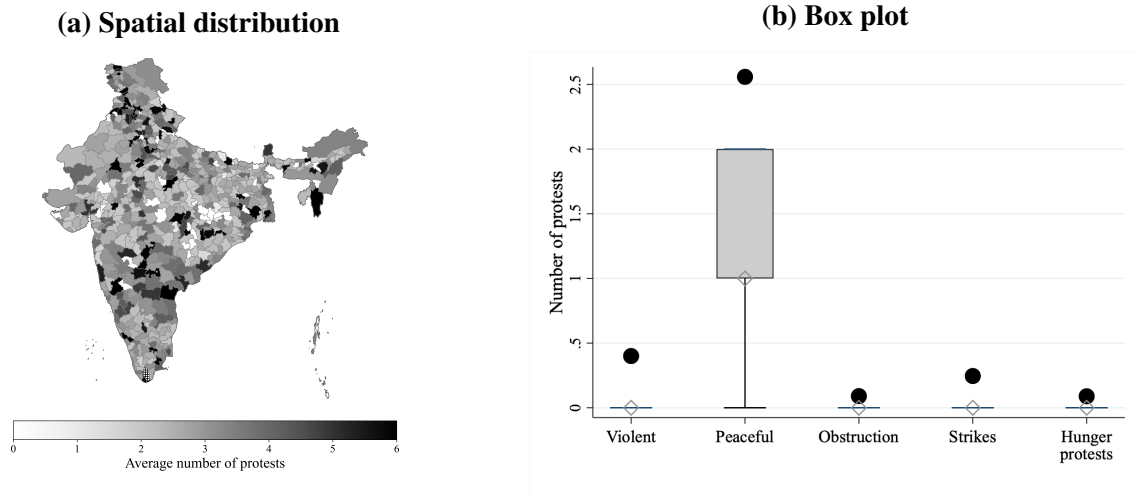 (a) Spatial distribution
0 1 2 3 4 5 6
Average number of protests
(b) Box plot
Number of protests
2.5
2
1.5
1
.5
0
Violent Peaceful Obstruction Strikes Hunger
protests